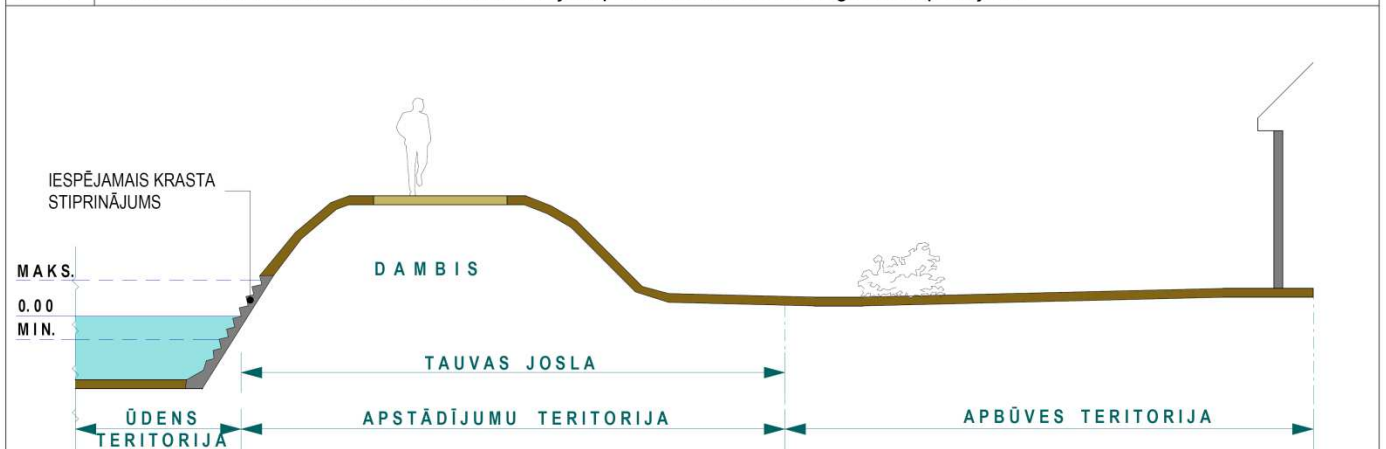 IESPĒJAMAIS KRASTA
STIPRINĀJUMS
MAKS.
0.00
MIN.
DAMBIS
TAUVAS JOSLA
ŪDENS
TERITORIJA
APSTĀDĪJUMU TERITORIJA
APBŪVES TERITORIJA